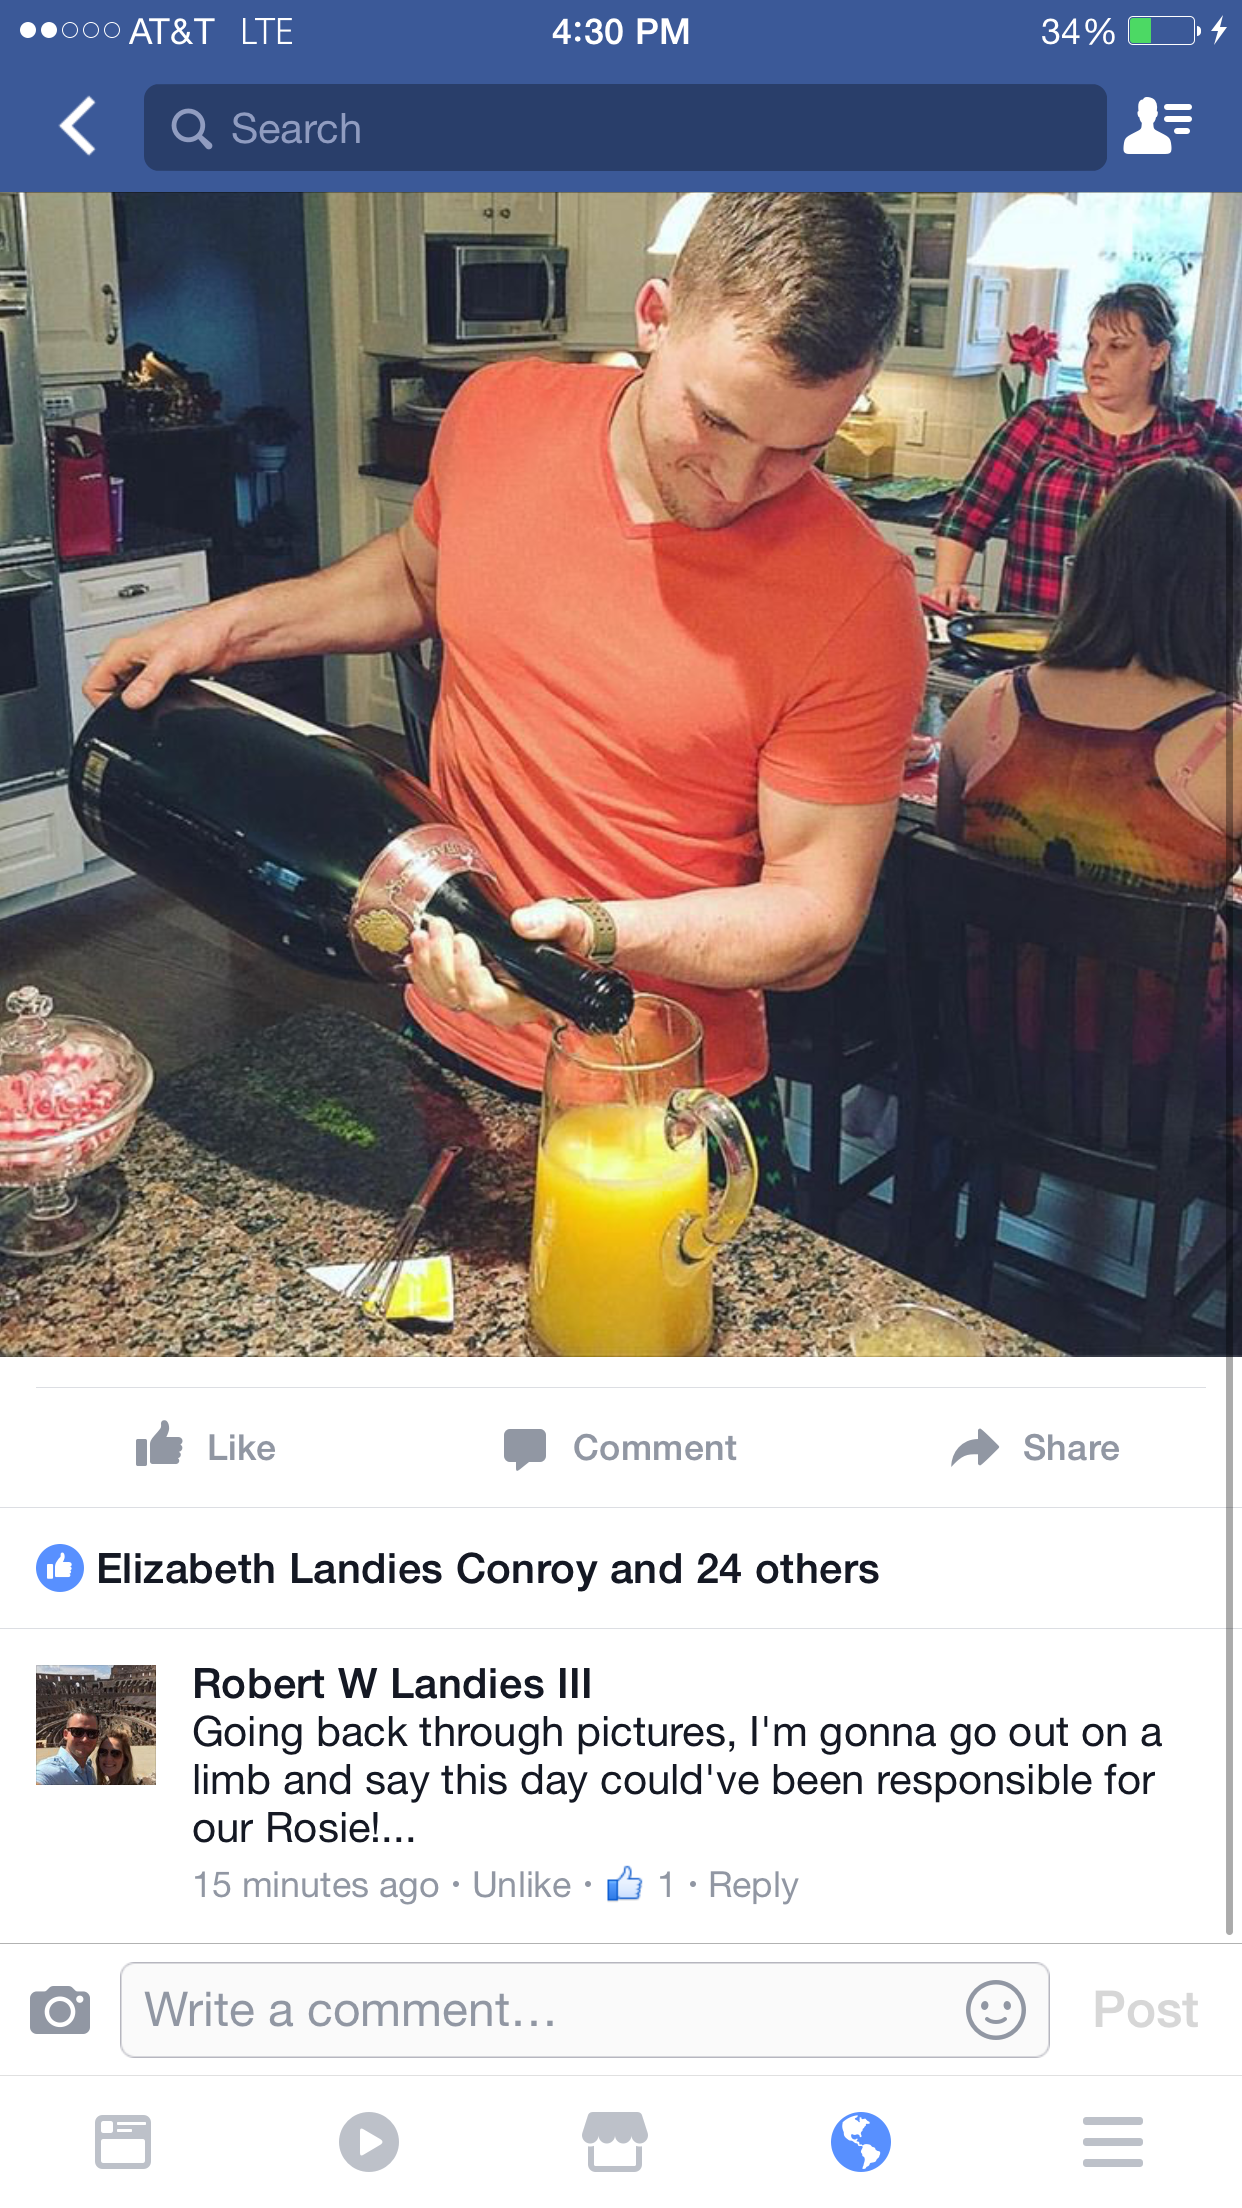 AT&T LTE 4:30 PM 34%
Search
Like Comment Share
Elizabeth Landies Conroy and 24 others
Robert W Landies III
Going back through pictures, I'm gonna go out on a
limb and say this day could've been responsible for
our Rosie!...
15 minutes ago · Unlike · 1 · Reply
Write a comment... Post